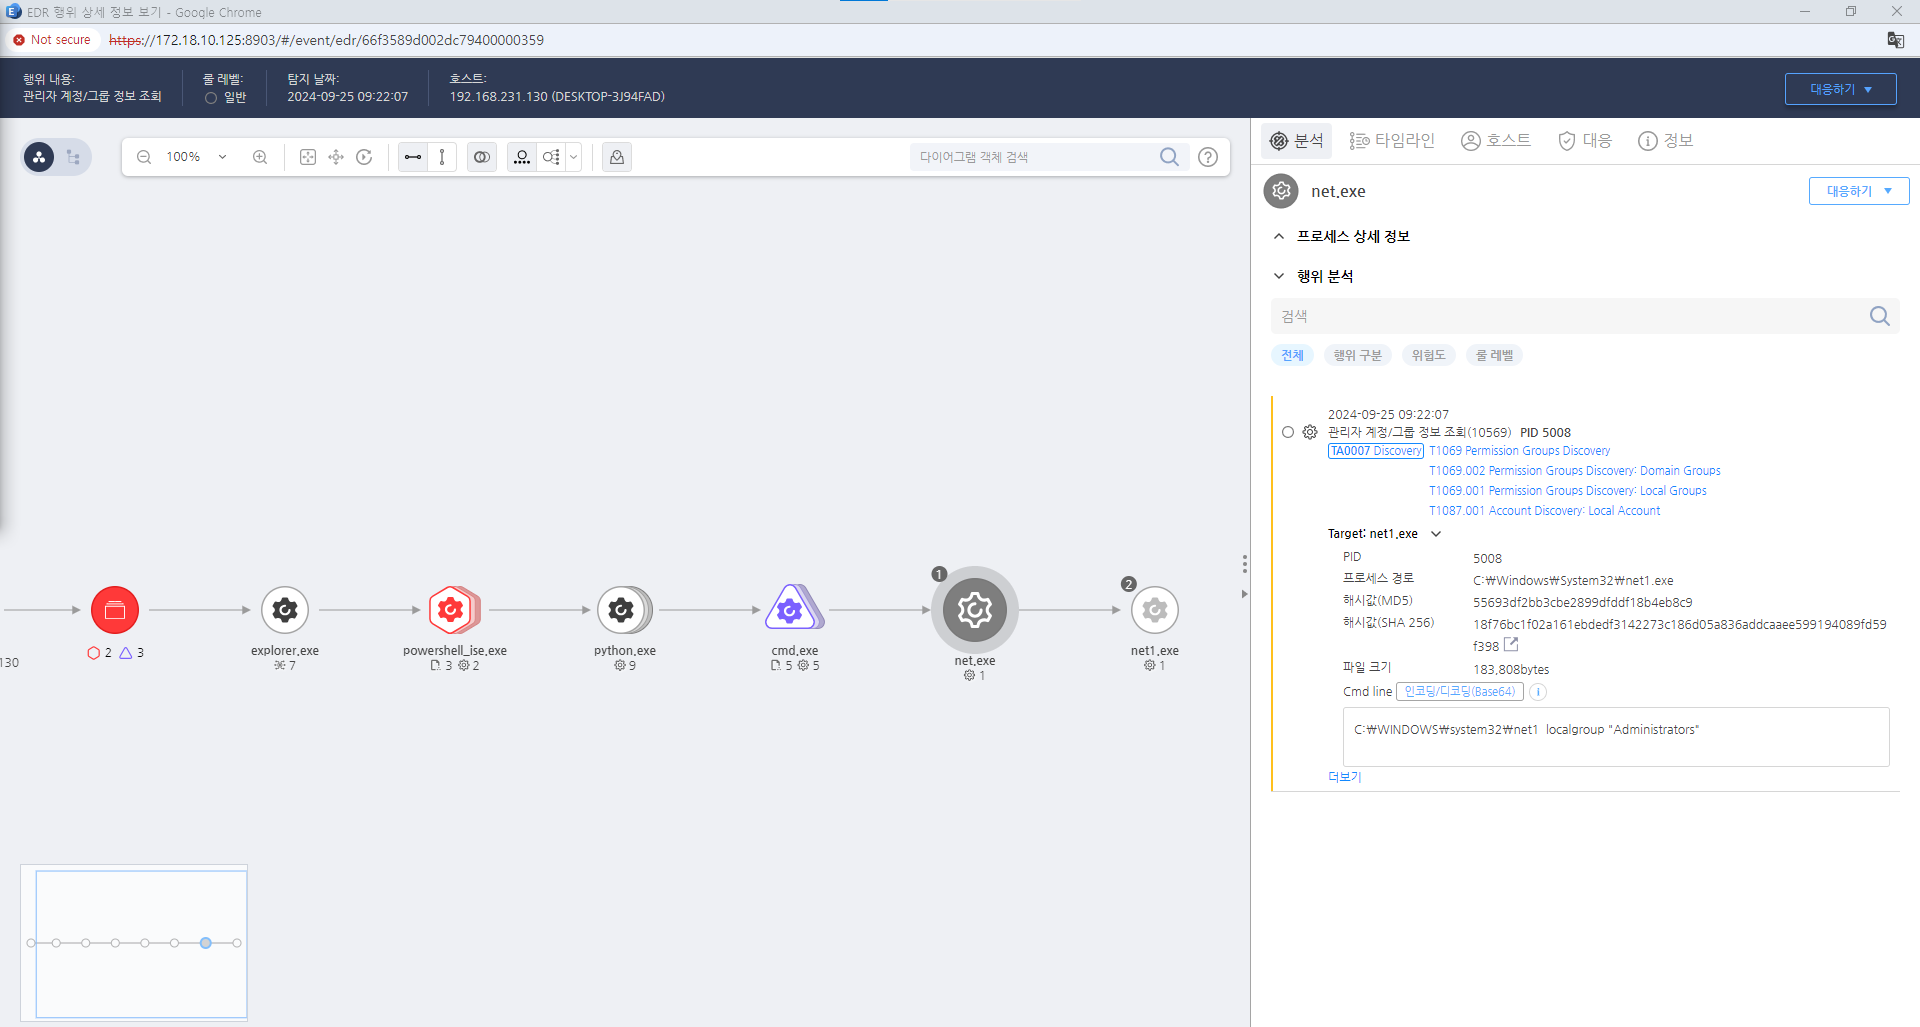 EDR 행위 상세 정보 보기 - Google Chrome
Not secure
https://172.18.10.125:8903/#/event/edr/66f3589d002dc79400000359
행위 내용:
관리자 계정/그룹 정보 조회
룰 레벨:
일반
탐지 날짜:
2024-09-25 09:22:07
호스트:
192.168.231.130 (DESKTOP-3J94FAD)
대응하기
100%
다이어그램 객체 검색
분석
타임라인
호스트
대응
정보
net.exe
대응하기
프로세스 상세 정보
행위 분석
검색
전체
행위 구분
위험도
룰 레벨
2024-09-25 09:22:07
관리자 계정/그룹 정보 조회(10569) PID 5008
TA0007 Discovery T1069 Permission Groups Discovery
T1069.002 Permission Groups Discovery: Domain Groups
T1069.001 Permission Groups Discovery: Local Groups
T1087.001 Account Discovery: Local Account
Target: net1.exe
PID 5008
프로세스 경로 C:₩Windows₩System32₩net1.exe
해시값(MD5) 55693df2bb3cbe2899dfddf18b4eb8c9
해시값(SHA 256) 18f76bc1f02a161ebdedf3142273c186d05a836addcaaee599194089fd59
f398
파일 크기 183,808bytes
Cmd line 인코딩/디코딩(Base64)
C:₩WINDOWS₩system32₩net1 localgroup "Administrators"
더보기
130
2 3
explorer.exe
7
powershell_ise.exe
3 2
python.exe
9
cmd.exe
5 5
1
net.exe
1
2
net1.exe
1